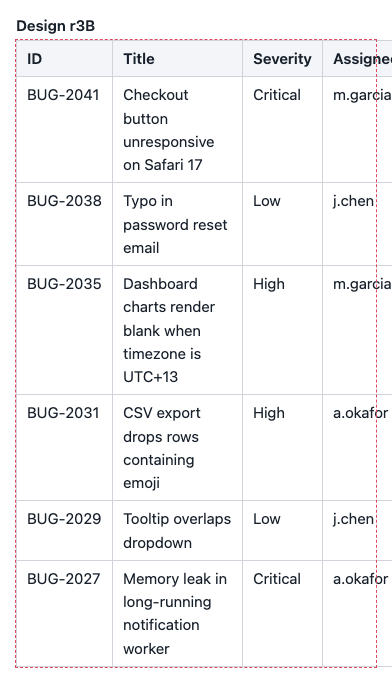 Design r3B
ID Title Severity Assignee
BUG-2041 Checkout Critical m.garcia
button
unresponsive
on Safari 17
BUG-2038 Typo in Low j.chen
password reset
email
BUG-2035 Dashboard High m.garcia
charts render
blank when
timezone is
UTC+13
BUG-2031 CSV export High a.okafor
drops rows
containing
emoji
BUG-2029 Tooltip overlaps Low j.chen
dropdown
BUG-2027 Memory leak in Critical a.okafor
long-running
notification
worker